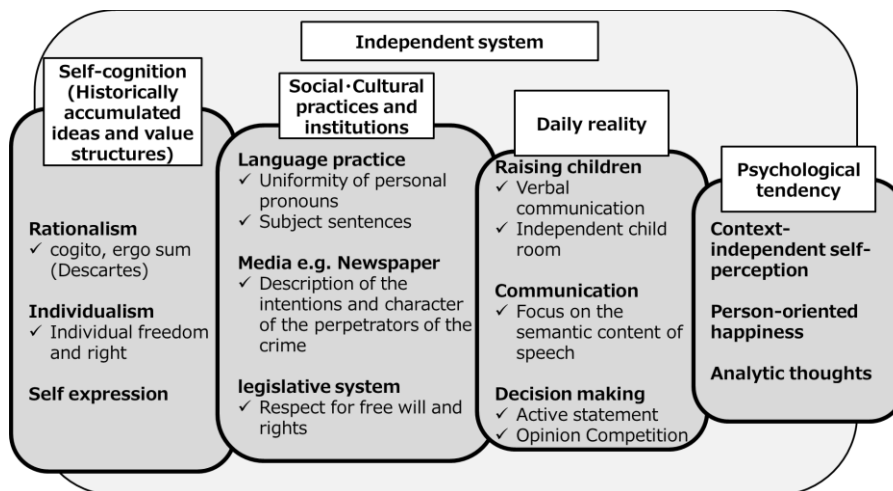 Independent system
Self-cognition
(Historically
accumulated
ideas and value
structures)
Rationalism
✓ cogito, ergo sum
(Descartes)
Individualism
✓ Individual freedom
and right
Self expression
Social·Cultural
practices and
institutions
Language practice
✓ Uniformity of personal
pronouns
✓ Subject sentences
Media e.g. Newspaper
✓ Description of the
intentions and character
of the perpetrators of the
crime
legislative system
✓ Respect for free will and
rights
Daily reality
Raising children
✓ Verbal
communication
✓ Independent child
room
Communication
✓ Focus on the
semantic content of
speech
Decision making
✓ Active statement
✓ Opinion Competition
Psychological
tendency
Context-
independent self-
perception
Person-oriented
happiness
Analytic thoughts